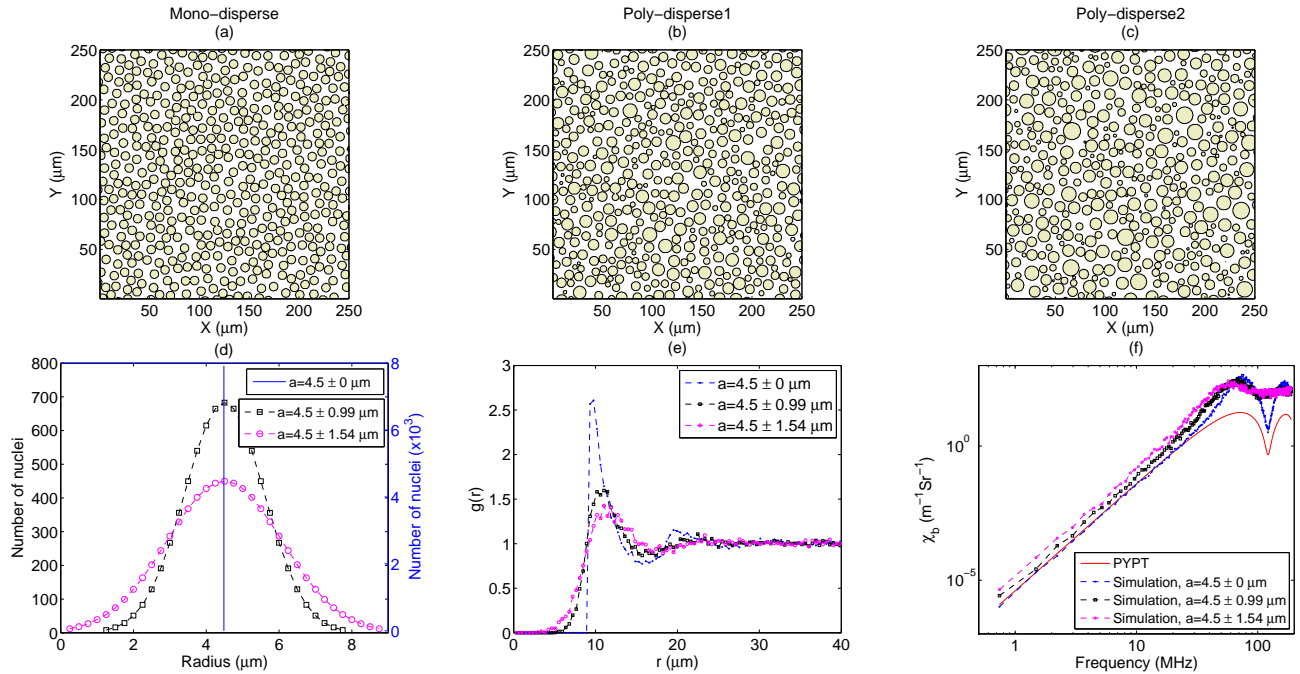 Mono−disperse
(a)
250
200
150
100
50
50 100 150 200 250
X (μm)
Y (μm)
Poly−disperse1
(b)
250
200
150
100
50
50 100 150 200 250
X (μm)
Y (μm)
Poly−disperse2
(c)
250
200
150
100
50
50 100 150 200 250
X (μm)
Y (μm)
(d)
800
700
600
500
400
300
200
100
0
0 2 4 6 8
Radius (μm)
Number of nuclei
8
6
4
2
0
Number of nuclei (x10³)
a=4.5 ± 0 μm
a=4.5 ± 0.99 μm
a=4.5 ± 1.54 μm
(e)
3
2.5
2
1.5
1
0.5
0
0 10 20 30 40
r (μm)
g(r)
a=4.5 ± 0 μm
a=4.5 ± 0.99 μm
a=4.5 ± 1.54 μm
(f)
10⁰
10⁻⁵
1 10 100
Frequency (MHz)
χb (m⁻¹Sr⁻¹)
PYPT
Simulation, a=4.5 ± 0 μm
Simulation, a=4.5 ± 0.99 μm
Simulation, a=4.5 ± 1.54 μm